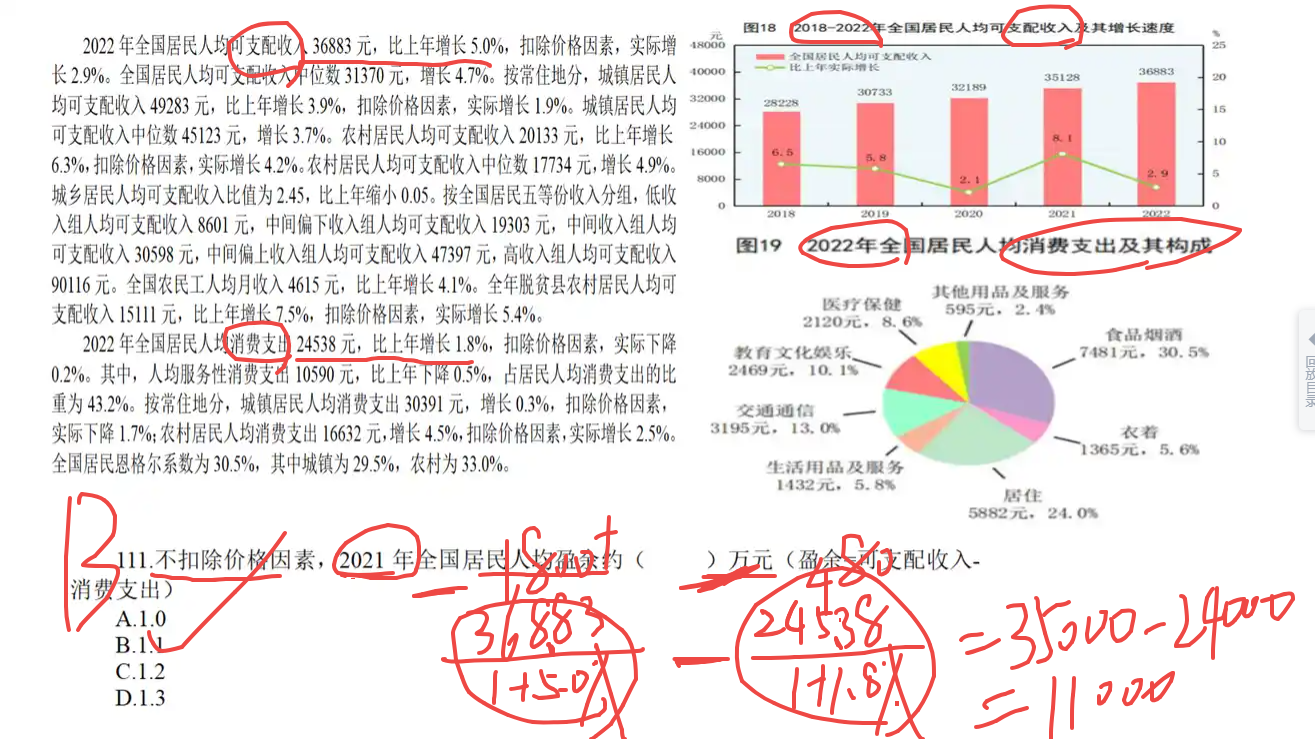 2022 年全国居民人均可支配收入 36883 元，比上年增长 5.0%，扣除价格因素，实际增
长 2.9%。全国居民人均可支配收入中位数 31370 元，增长 4.7%。按常住地分，城镇居民人
均可支配收入 49283 元，比上年增长 3.9%，扣除价格因素，实际增长 1.9%。城镇居民人均
可支配收入中位数 45123 元，增长 3.7%。农村居民人均可支配收入 20133 元，比上年增长
6.3%，扣除价格因素，实际增长 4.2%。农村居民人均可支配收入中位数 17734 元，增长 4.9%。
城乡居民人均可支配收入比值为 2.45，比上年缩小 0.05。按全国居民五等份收入分组，低收
入组人均可支配收入 8601 元，中间偏下收入组人均可支配收入 19303 元，中间收入组人均
可支配收入 30598 元，中间偏上收入组人均可支配收入 47397 元，高收入组人均可支配收入
90116 元。全国农民工人均月收入 4615 元，比上年增长 4.1%。全年脱贫县农村居民人均可
支配收入 15111 元，比上年增长 7.5%，扣除价格因素，实际增长 5.4%。
2022 年全国居民人均消费支出 24538 元，比上年增长 1.8%，扣除价格因素，实际下降
0.2%。其中，人均服务性消费支出 10590 元，比上年下降 0.5%，占居民人均消费支出的比
重为 43.2%。按常住地分，城镇居民人均消费支出 30391 元，增长 0.3%，扣除价格因素，
实际下降 1.7%；农村居民人均消费支出 16632 元，增长 4.5%，扣除价格因素，实际增长 2.5%。
全国居民恩格尔系数为 30.5%，其中城镇为 29.5%，农村为 33.0%。
图18 2018-2022年全国居民人均可支配收入及其增长速度
元 %
全国居民人均可支配收入
比上年实际增长
48000 25
40000 20
32000 15
24000
16000 10
8000 5
0 0
28228 30733 32189 35128 36883
6.5 5.8 2.1 8.1 2.9
2018 2019 2020 2021 2022
图19 2022年全国居民人均消费支出及其构成
其他用品及服务
595元，2.4%
医疗保健
2120元，8.6%
食品烟酒
7481元，30.5%
教育文化娱乐
2469元，10.1%
交通通信
3195元，13.0%
衣着
1365元，5.6%
生活用品及服务
1432元，5.8%
居住
5882元，24.0%
回放目录
B
111.不扣除价格因素，2021 年全国居民人均盈余约（ ）万元（盈余=可支配收入-
消费支出）
A.1.0
B.1.1
C.1.2
D.1.3
36883
1+5.0%
24538
1+1.8%
480
=35000-24000
=11000